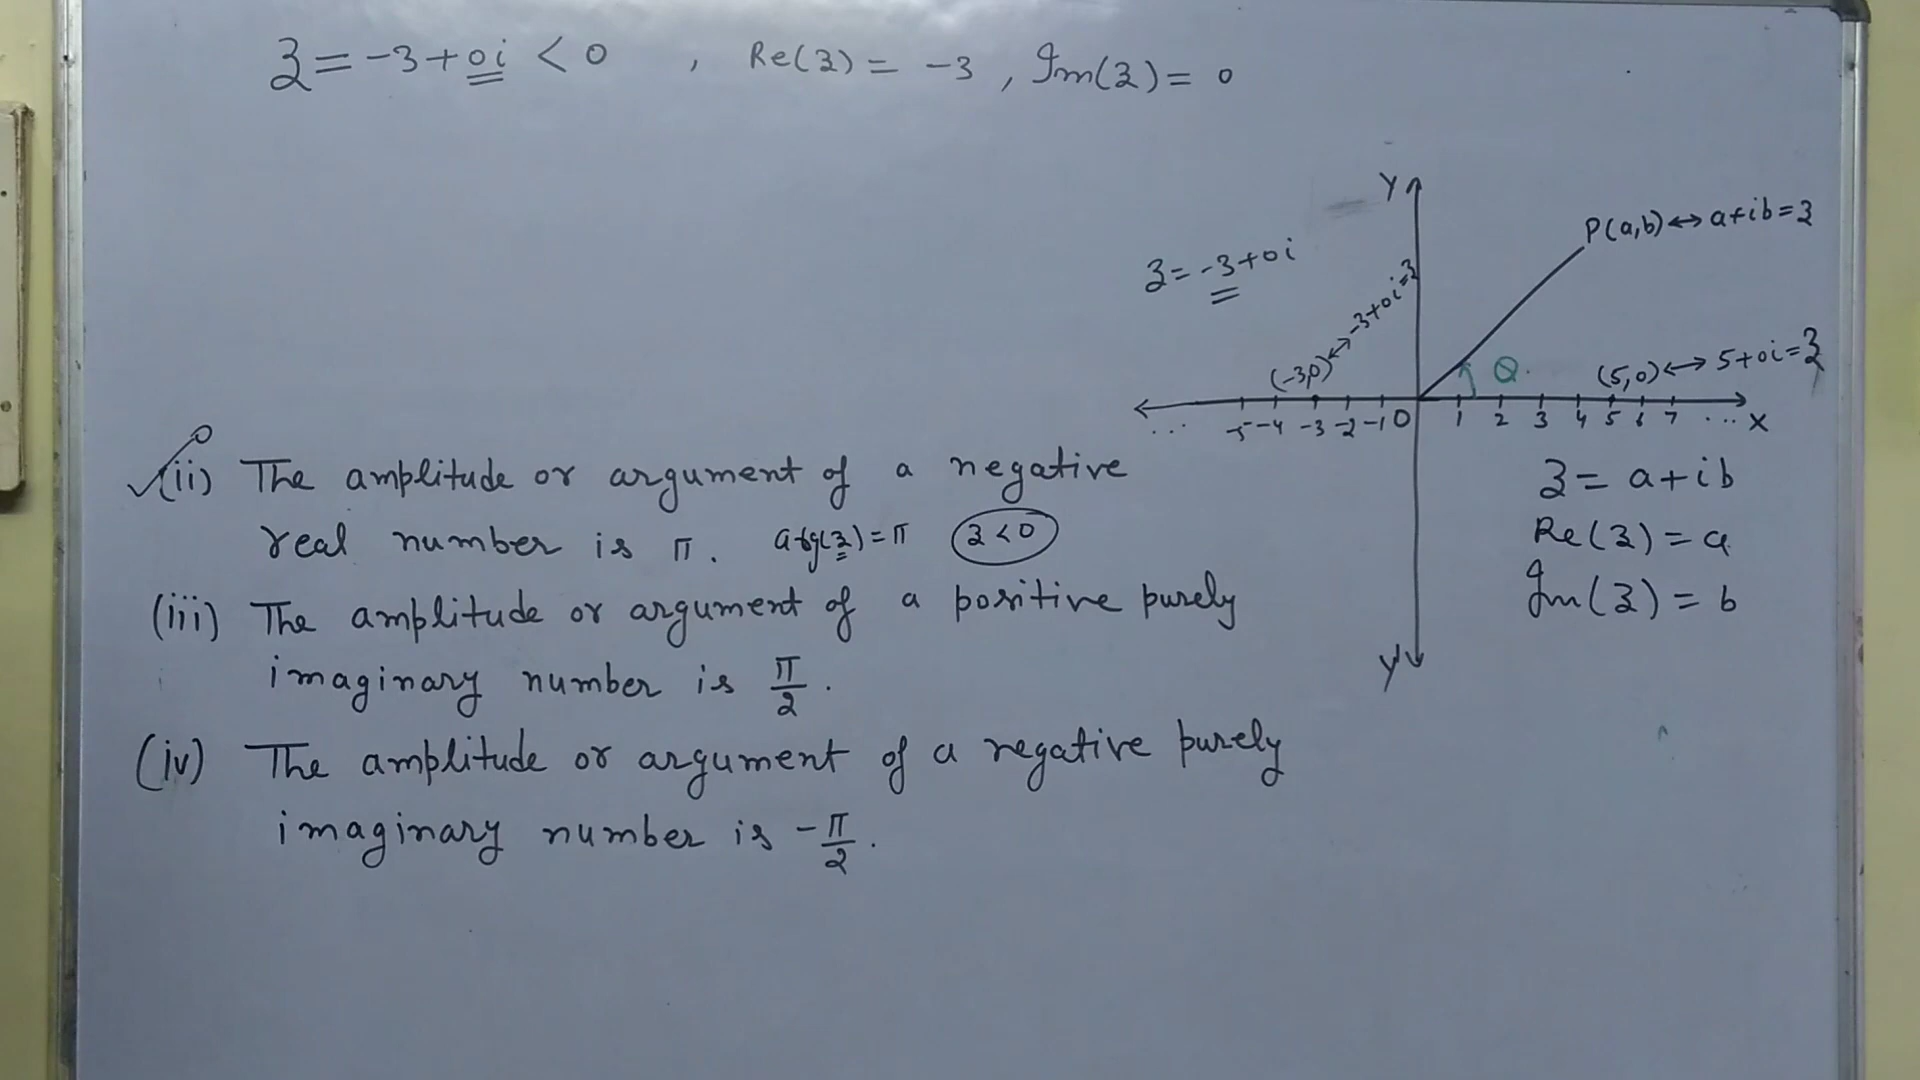 z = -3+0i < 0 , Re(z) = -3 , Im(z) = 0
Y
P(a,b) ↔ a+ib = z
z = -3+0i
(-3,0) ↔ -3+0i = z
θ
(5,0) ↔ 5+0i = z
... -5 -4 -3 -2 -1 0 1 2 3 4 5 6 7 ... X
Y'
z = a+ib
Re(z) = a
Im(z) = b
(ii) The amplitude or argument of a negative
real number is π. arg(z) = π z < 0
(iii) The amplitude or argument of a positive purely
imaginary number is π/2.
(iv) The amplitude or argument of a negative purely
imaginary number is -π/2.